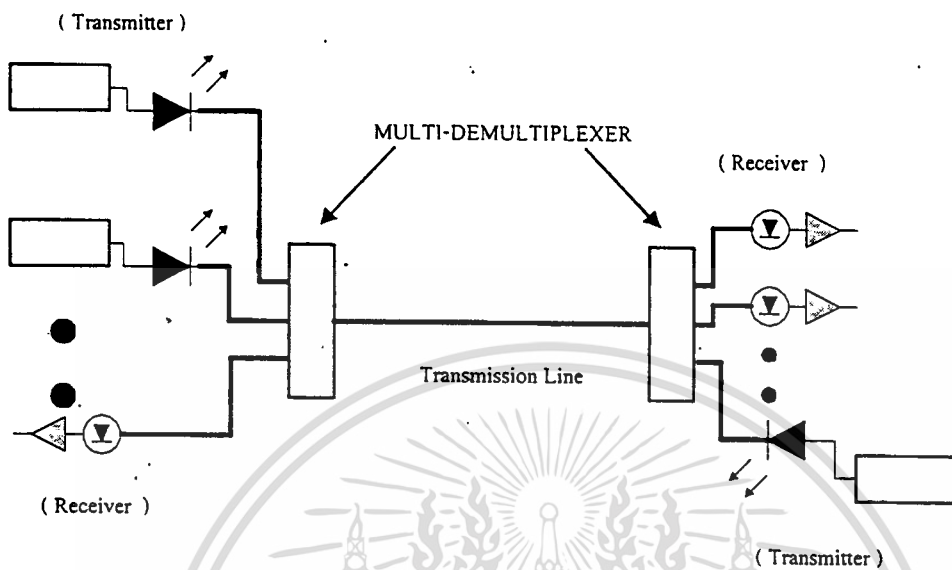 ( Transmitter )
MULTI-DEMULTIPLEXER
( Receiver )
Transmission Line
( Receiver )
( Transmitter )